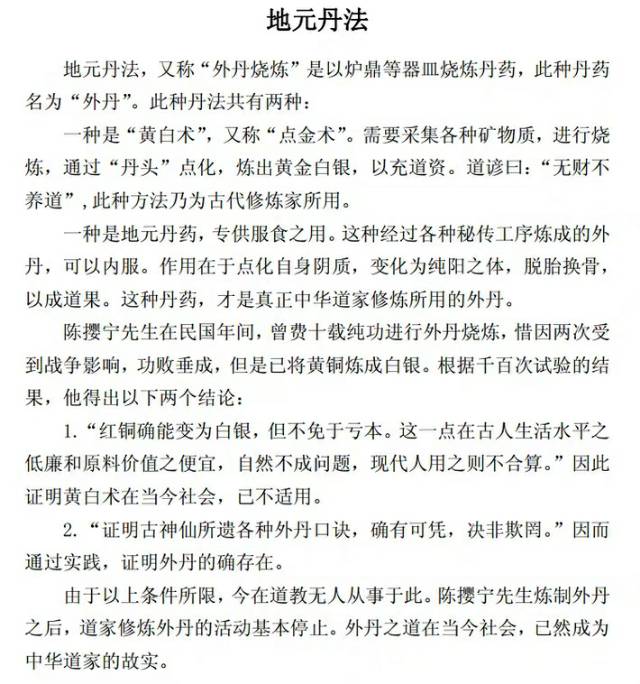 地元丹法
地元丹法，又称“外丹烧炼”是以炉鼎等器皿烧炼丹药，此种丹药
名为“外丹”。此种丹法共有两种：
一种是“黄白术”，又称“点金术”。需要采集各种矿物质，进行烧
炼，通过“丹头”点化，炼出黄金白银，以充道资。道谚曰：“无财不
养道”,此种方法乃为古代修炼家所用。
一种是地元丹药，专供服食之用。这种经过各种秘传工序炼成的外
丹，可以内服。作用在于点化自身阴质，变化为纯阳之体，脱胎换骨，
以成道果。这种丹药，才是真正中华道家修炼所用的外丹。
陈撄宁先生在民国年间，曾费十载纯功进行外丹烧炼，惜因两次受
到战争影响，功败垂成，但是已将黄铜炼成白银。根据千百次试验的结
果，他得出以下两个结论：
1.“红铜确能变为白银，但不免于亏本。这一点在古人生活水平之
低廉和原料价值之便宜，自然不成问题，现代人用之则不合算。”因此
证明黄白术在当今社会，已不适用。
2.“证明古神仙所遗各种外丹口诀，确有可凭，决非欺罔。”因而
通过实践，证明外丹的确存在。
由于以上条件所限，今在道教无人从事于此。陈撄宁先生炼制外丹
之后，道家修炼外丹的活动基本停止。外丹之道在当今社会，已然成为
中华道家的故实。